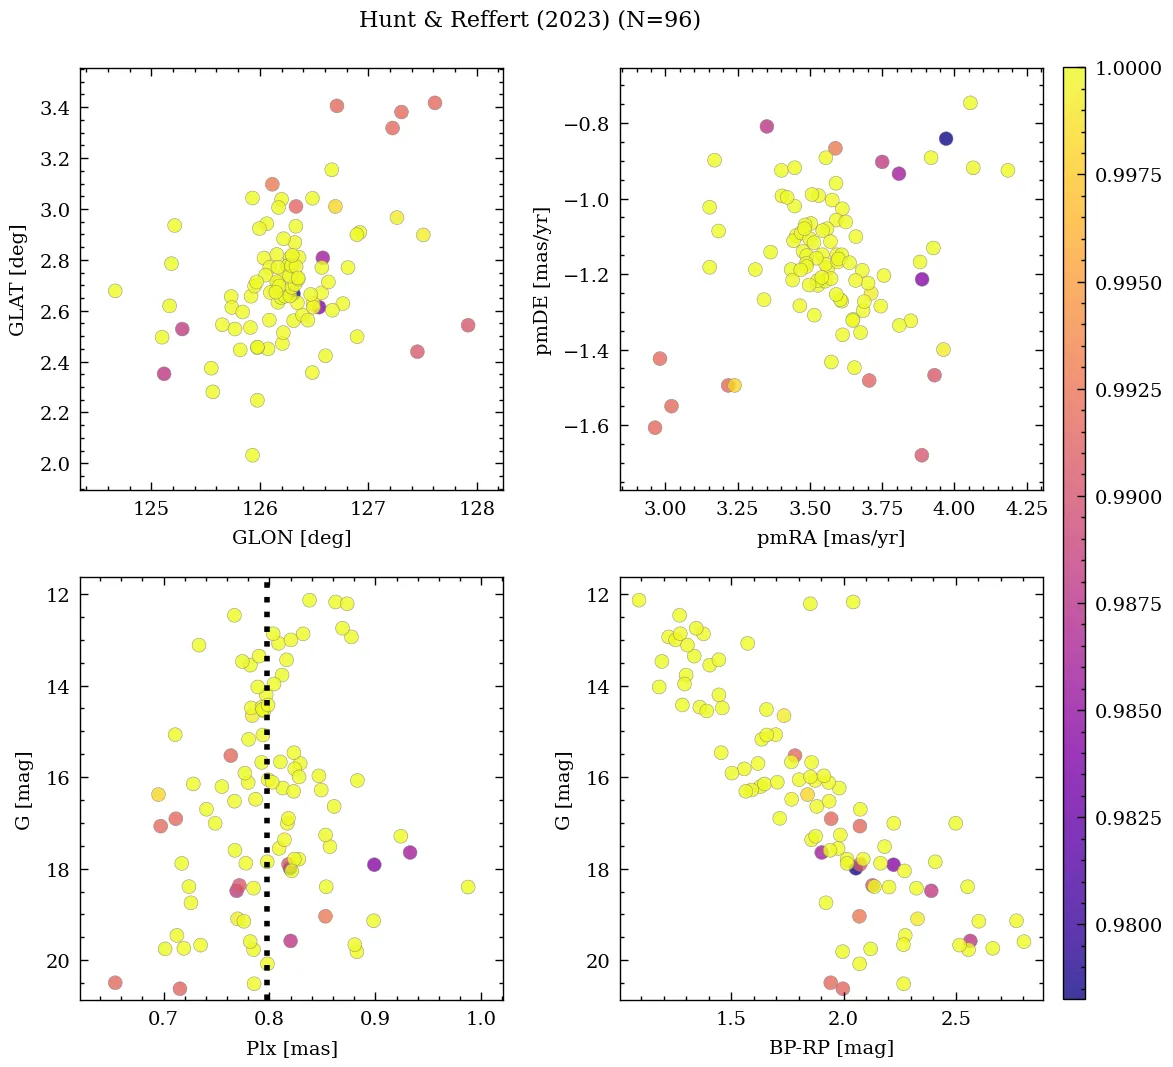 Hunt & Reffert (2023) (N=96)
3.4
3.2
3.0
2.8
2.6
2.4
2.2
2.0
GLAT [deg]
125 126 127 128
GLON [deg]
−0.8
−1.0
−1.2
−1.4
−1.6
pmDE [mas/yr]
3.00 3.25 3.50 3.75 4.00 4.25
pmRA [mas/yr]
12
14
16
18
20
G [mag]
0.7 0.8 0.9 1.0
Plx [mas]
12
14
16
18
20
G [mag]
1.5 2.0 2.5
BP-RP [mag]
1.0000
0.9975
0.9950
0.9925
0.9900
0.9875
0.9850
0.9825
0.9800